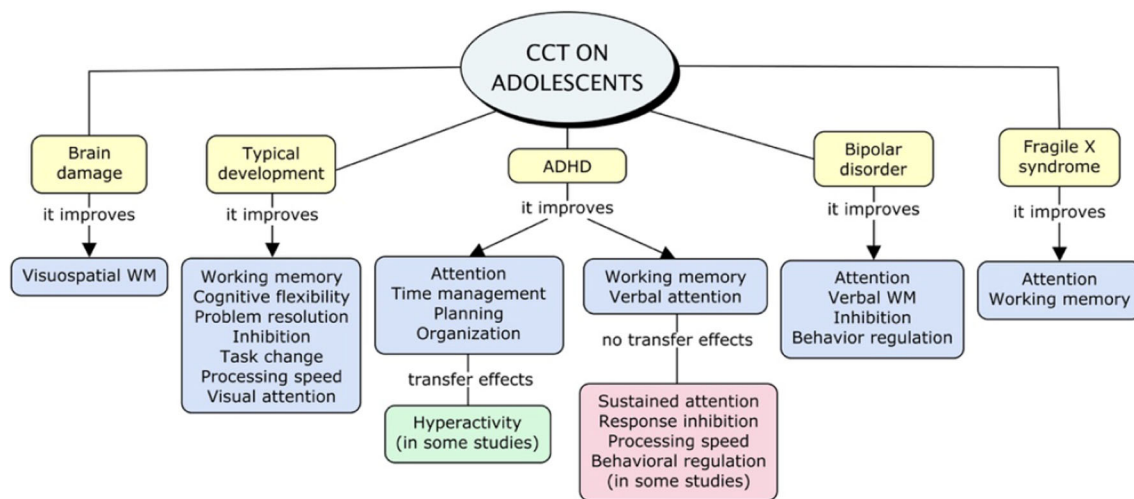 CCT ON
ADOLESCENTS
Brain
damage
it improves
Visuospatial WM
Typical
development
it improves
Working memory
Cognitive flexibility
Problem resolution
Inhibition
Task change
Processing speed
Visual attention
ADHD
it improves
Attention
Time management
Planning
Organization
transfer effects
Hyperactivity
(in some studies)
Working memory
Verbal attention
no transfer effects
Sustained attention
Response inhibition
Processing speed
Behavioral regulation
(in some studies)
Bipolar
disorder
it improves
Attention
Verbal WM
Inhibition
Behavior regulation
Fragile X
syndrome
it improves
Attention
Working memory